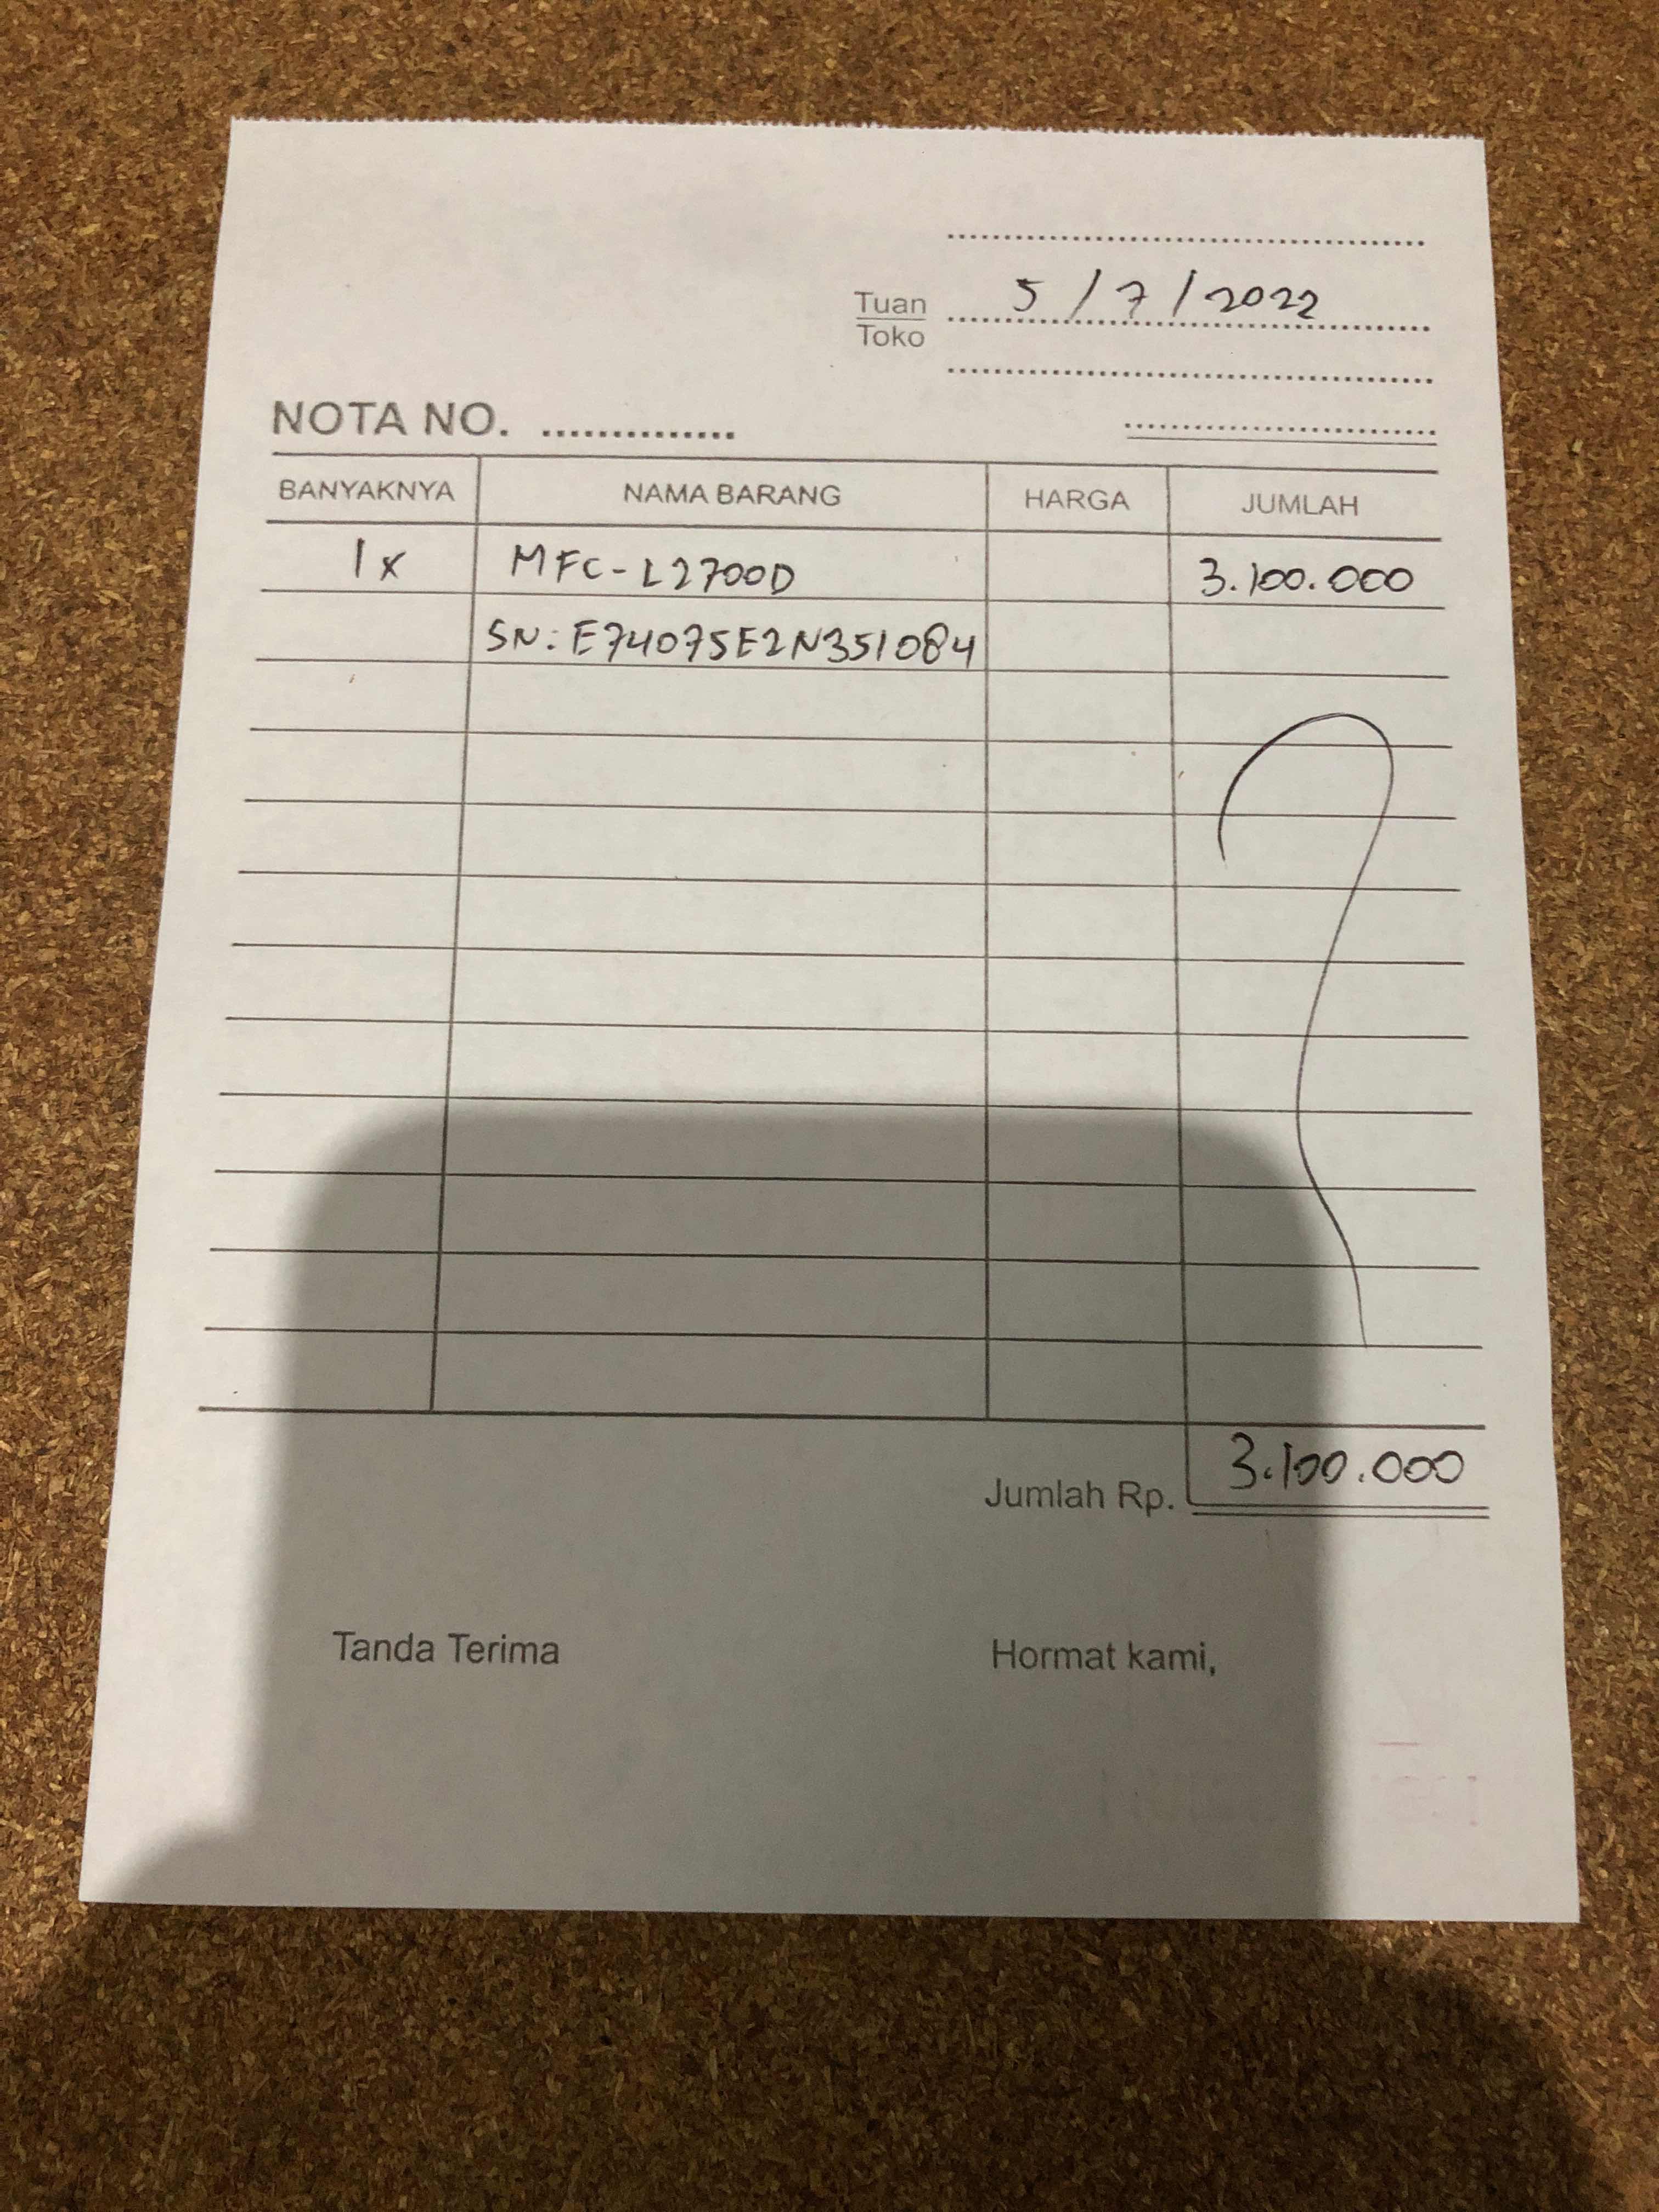 5/7/2022
Tuan
Toko
NOTA NO. ..............
BANYAKNYA NAMA BARANG HARGA JUMLAH
1x MFC-L2700D 3.100.000
SN: E74075E2N351084
Jumlah Rp. 3.100.000
Tanda Terima Hormat kami,